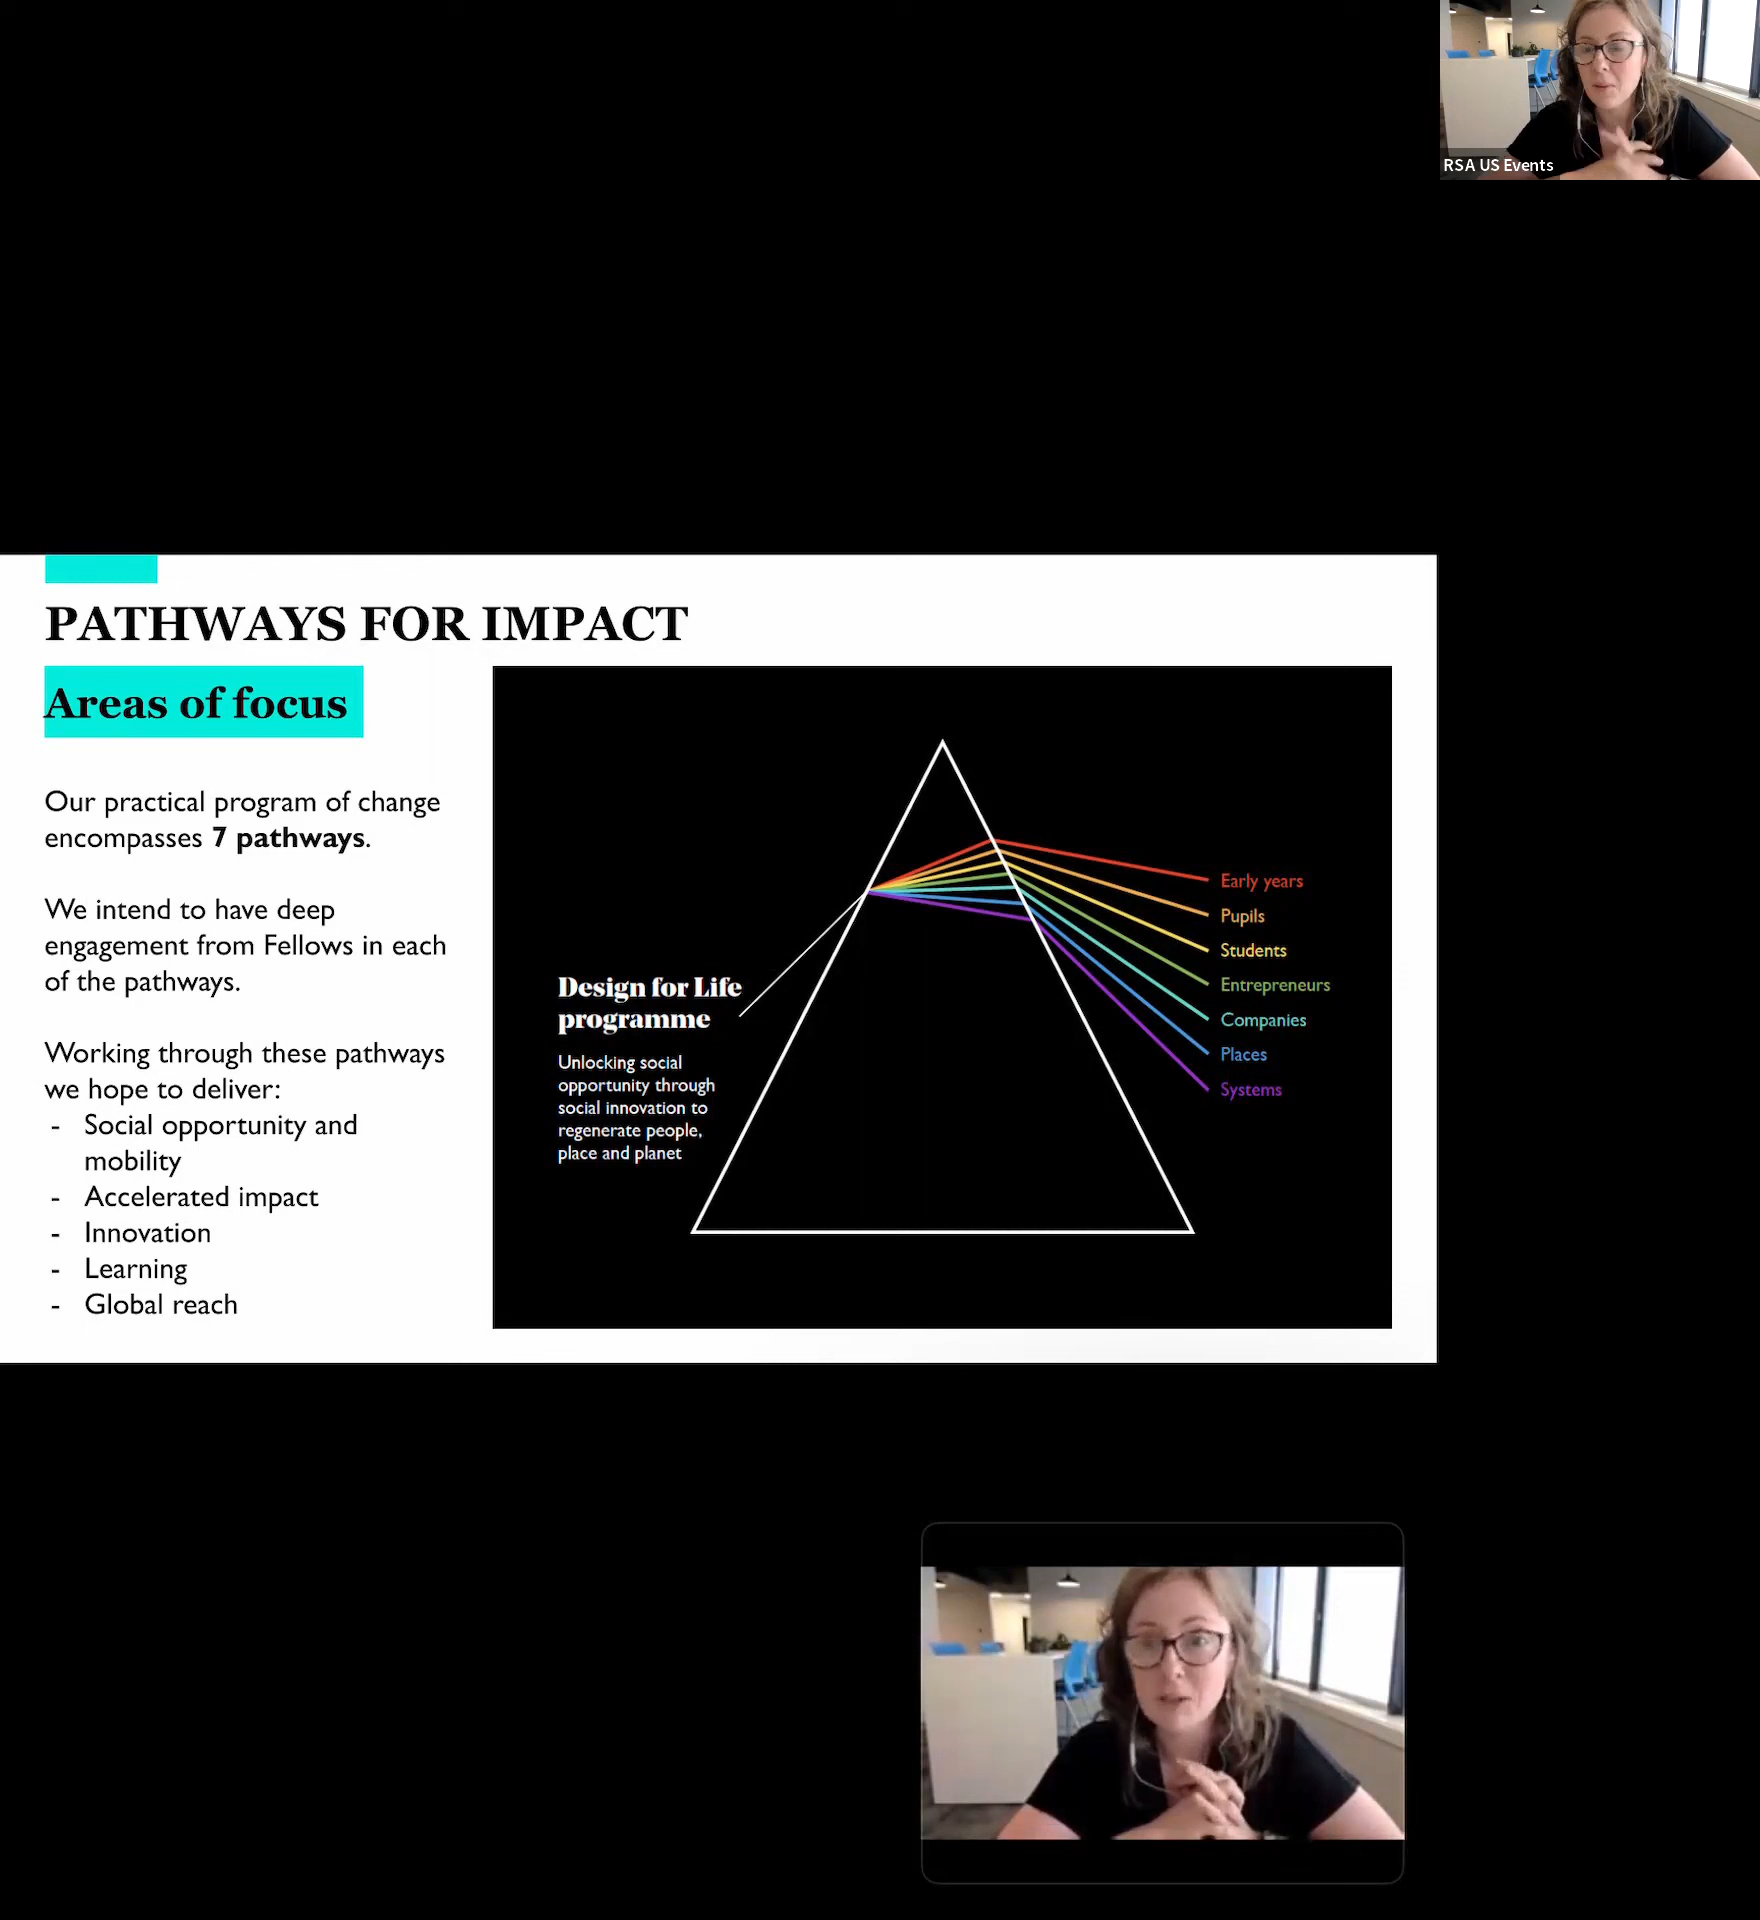 RSA US Events
PATHWAYS FOR IMPACT
Areas of focus
Our practical program of change
encompasses 7 pathways.
We intend to have deep
engagement from Fellows in each
of the pathways.
Working through these pathways
we hope to deliver:
- Social opportunity and
mobility
- Accelerated impact
- Innovation
- Learning
- Global reach
Design for Life
programme
Unlocking social
opportunity through
social innovation to
regenerate people,
place and planet
Early years
Pupils
Students
Entrepreneurs
Companies
Places
Systems